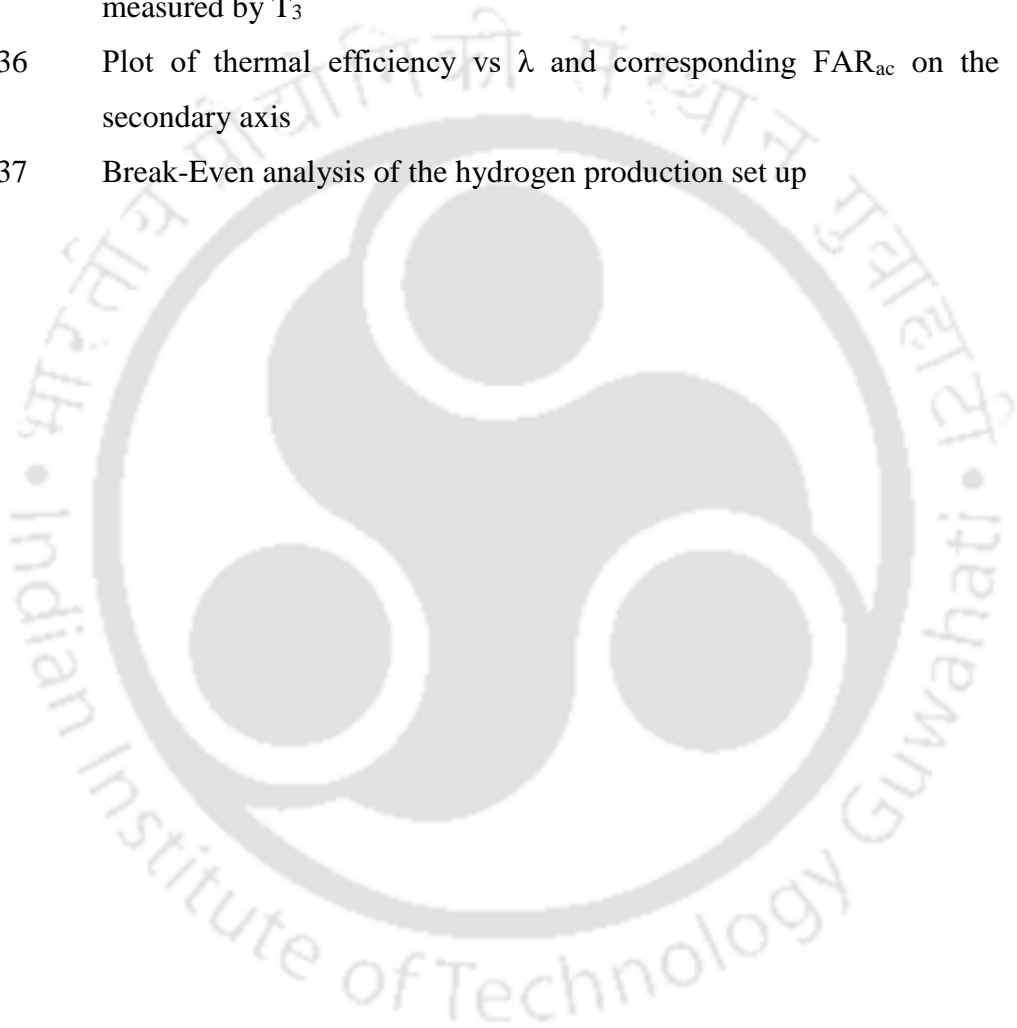 measured by T₃
36 Plot of thermal efficiency vs λ and corresponding FARₐc on the
secondary axis
37 Break-Even analysis of the hydrogen production set up
भारतीय प्रौद्योगिकी संस्थान गुवाहाटी
• Indian Institute of Technology Guwahati •